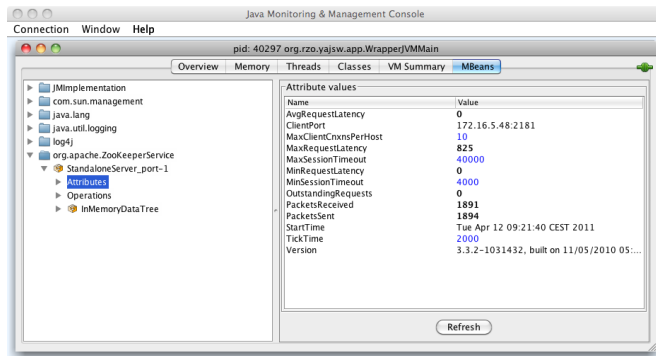 Java Monitoring & Management Console
Connection Window Help
pid: 40297 org.rzo.yajsw.app.WrapperJVMMain
Overview Memory Threads Classes VM Summary MBeans
JMImplementation
com.sun.management
java.lang
java.util.logging
log4j
org.apache.ZooKeeperService
StandaloneServer_port-1
Attributes
Operations
InMemoryDataTree
Attribute values
Name Value
AvgRequestLatency 0
ClientPort 172.16.5.48:2181
MaxClientCnxnsPerHost 10
MaxRequestLatency 825
MaxSessionTimeout 40000
MinRequestLatency 0
MinSessionTimeout 4000
OutstandingRequests 0
PacketsReceived 1891
PacketsSent 1894
StartTime Tue Apr 12 09:21:40 CEST 2011
TickTime 2000
Version 3.3.2-1031432, built on 11/05/2010 05:...
Refresh